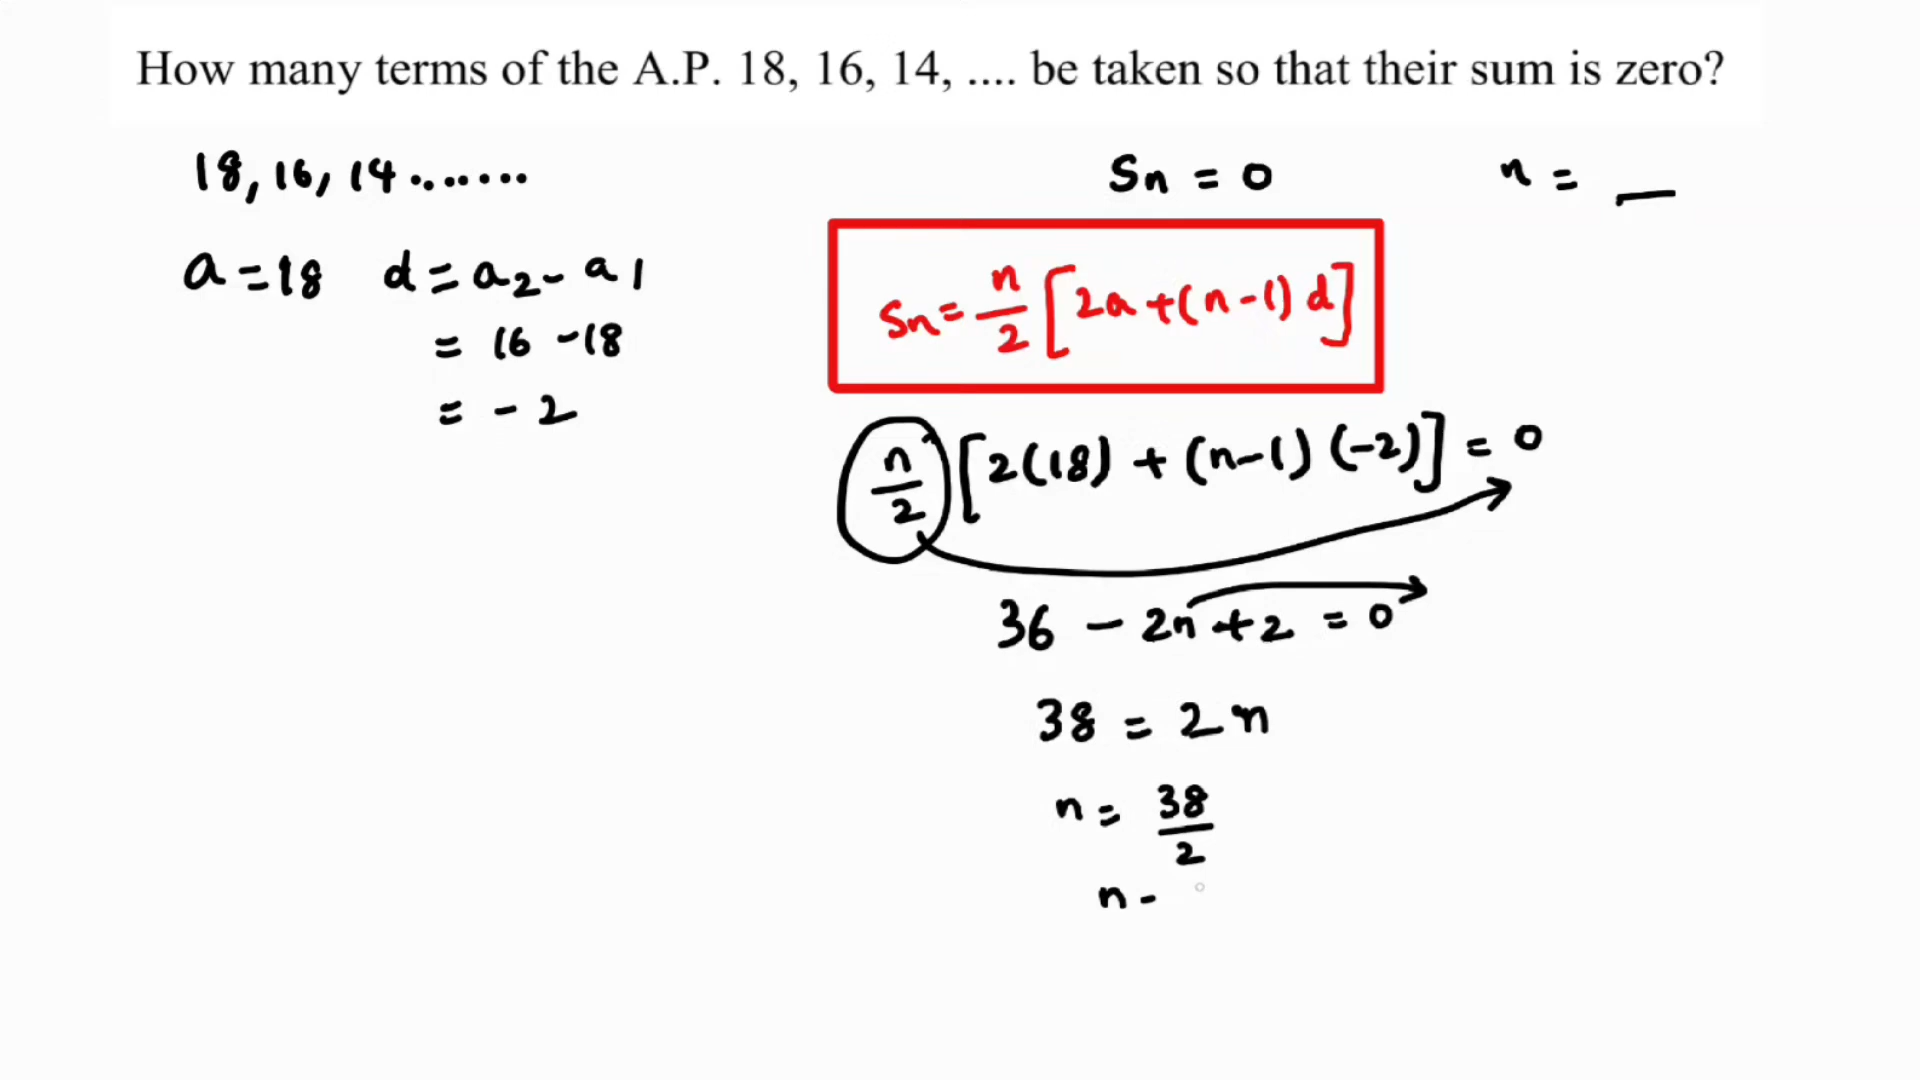 How many terms of the A.P. 18, 16, 14, .... be taken so that their sum is zero?
18, 16, 14.......
Sn = 0
n = __
a = 18 d = a2 - a1
= 16 - 18
= - 2
Sn = n/2 [2a + (n-1) d]
n/2 [2(18) + (n-1) (-2)] = 0
36 - 2n + 2 = 0
38 = 2n
n = 38/2
n -